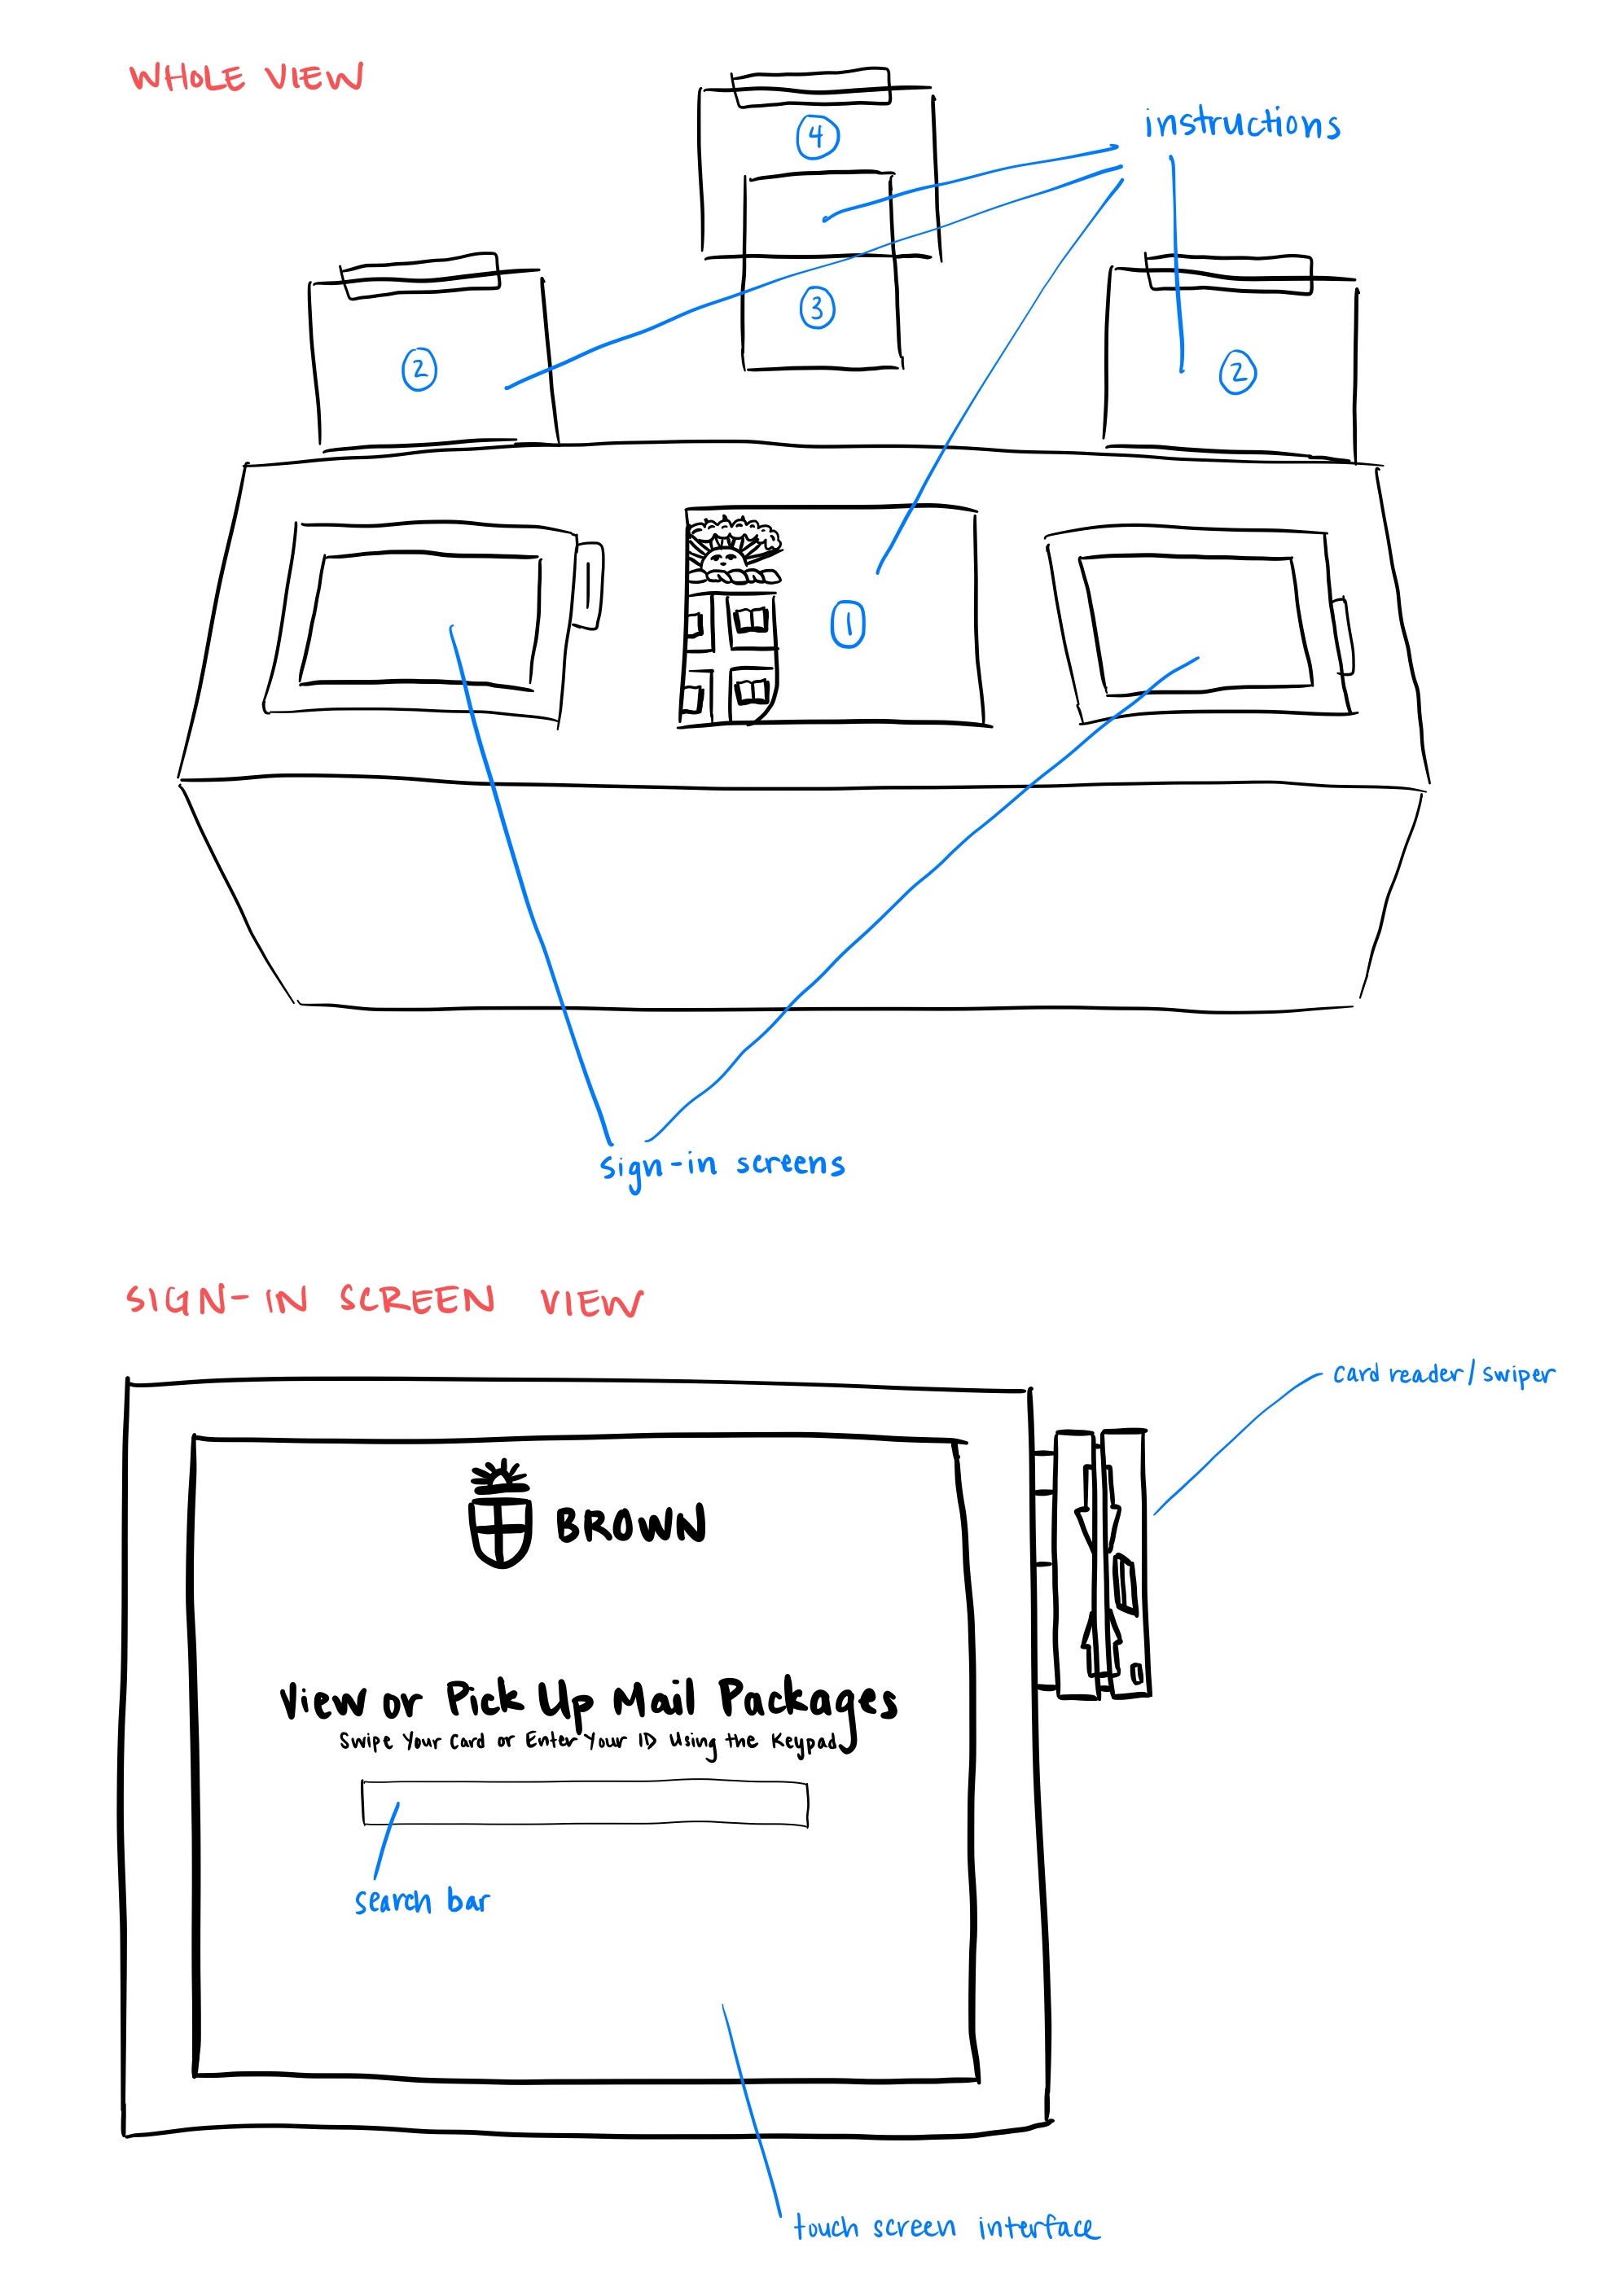 WHOLE VIEW
instructions
4
3
2
2
1
sign-in screens
SIGN-IN SCREEN VIEW
card reader/swiper
BROWN
View or Pick Up Mail Packages
Swipe Your Card or Enter Your ID Using the Keypad
search bar
touch screen interface